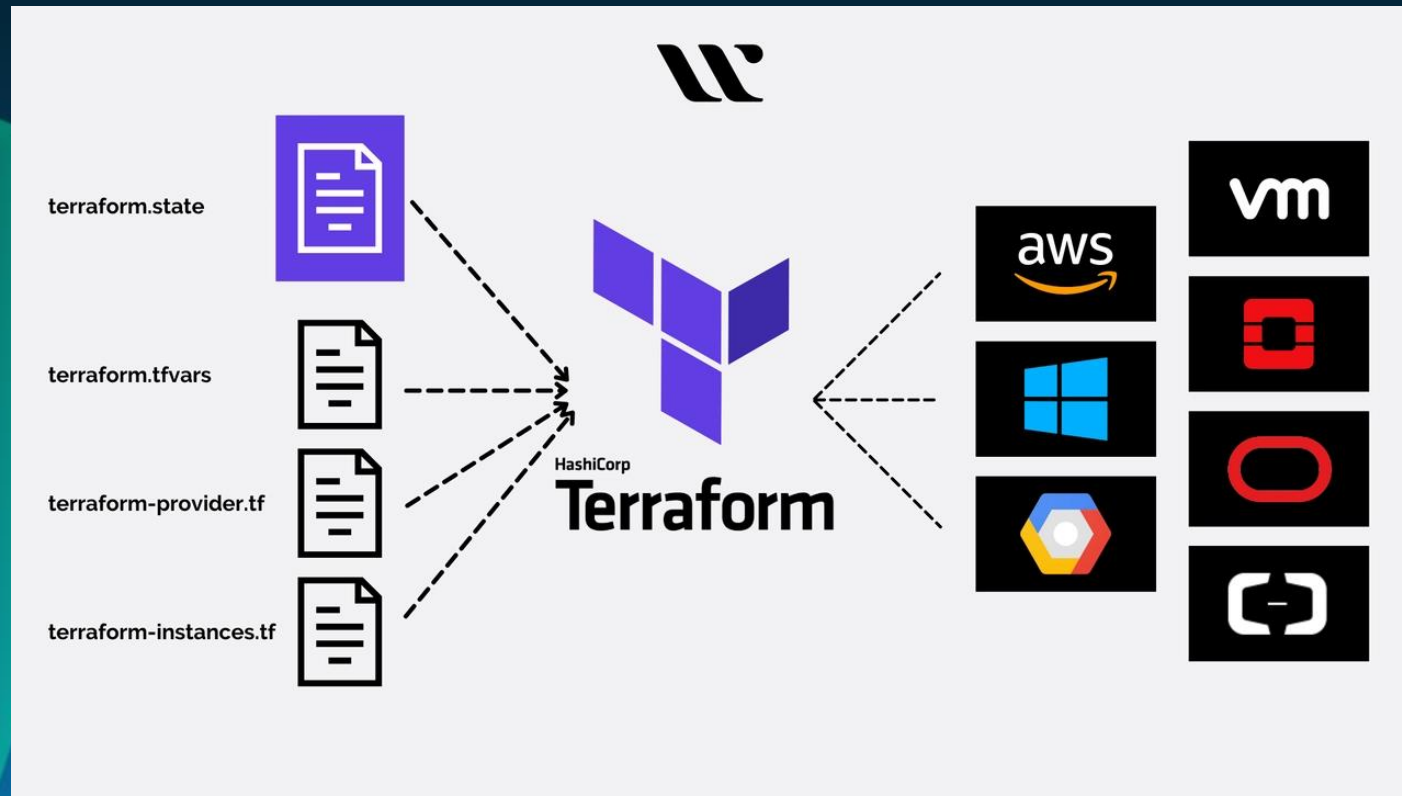 terraform.state
terraform.tfvars
terraform-provider.tf
terraform-instances.tf
HashiCorp
Terraform
aws
vm